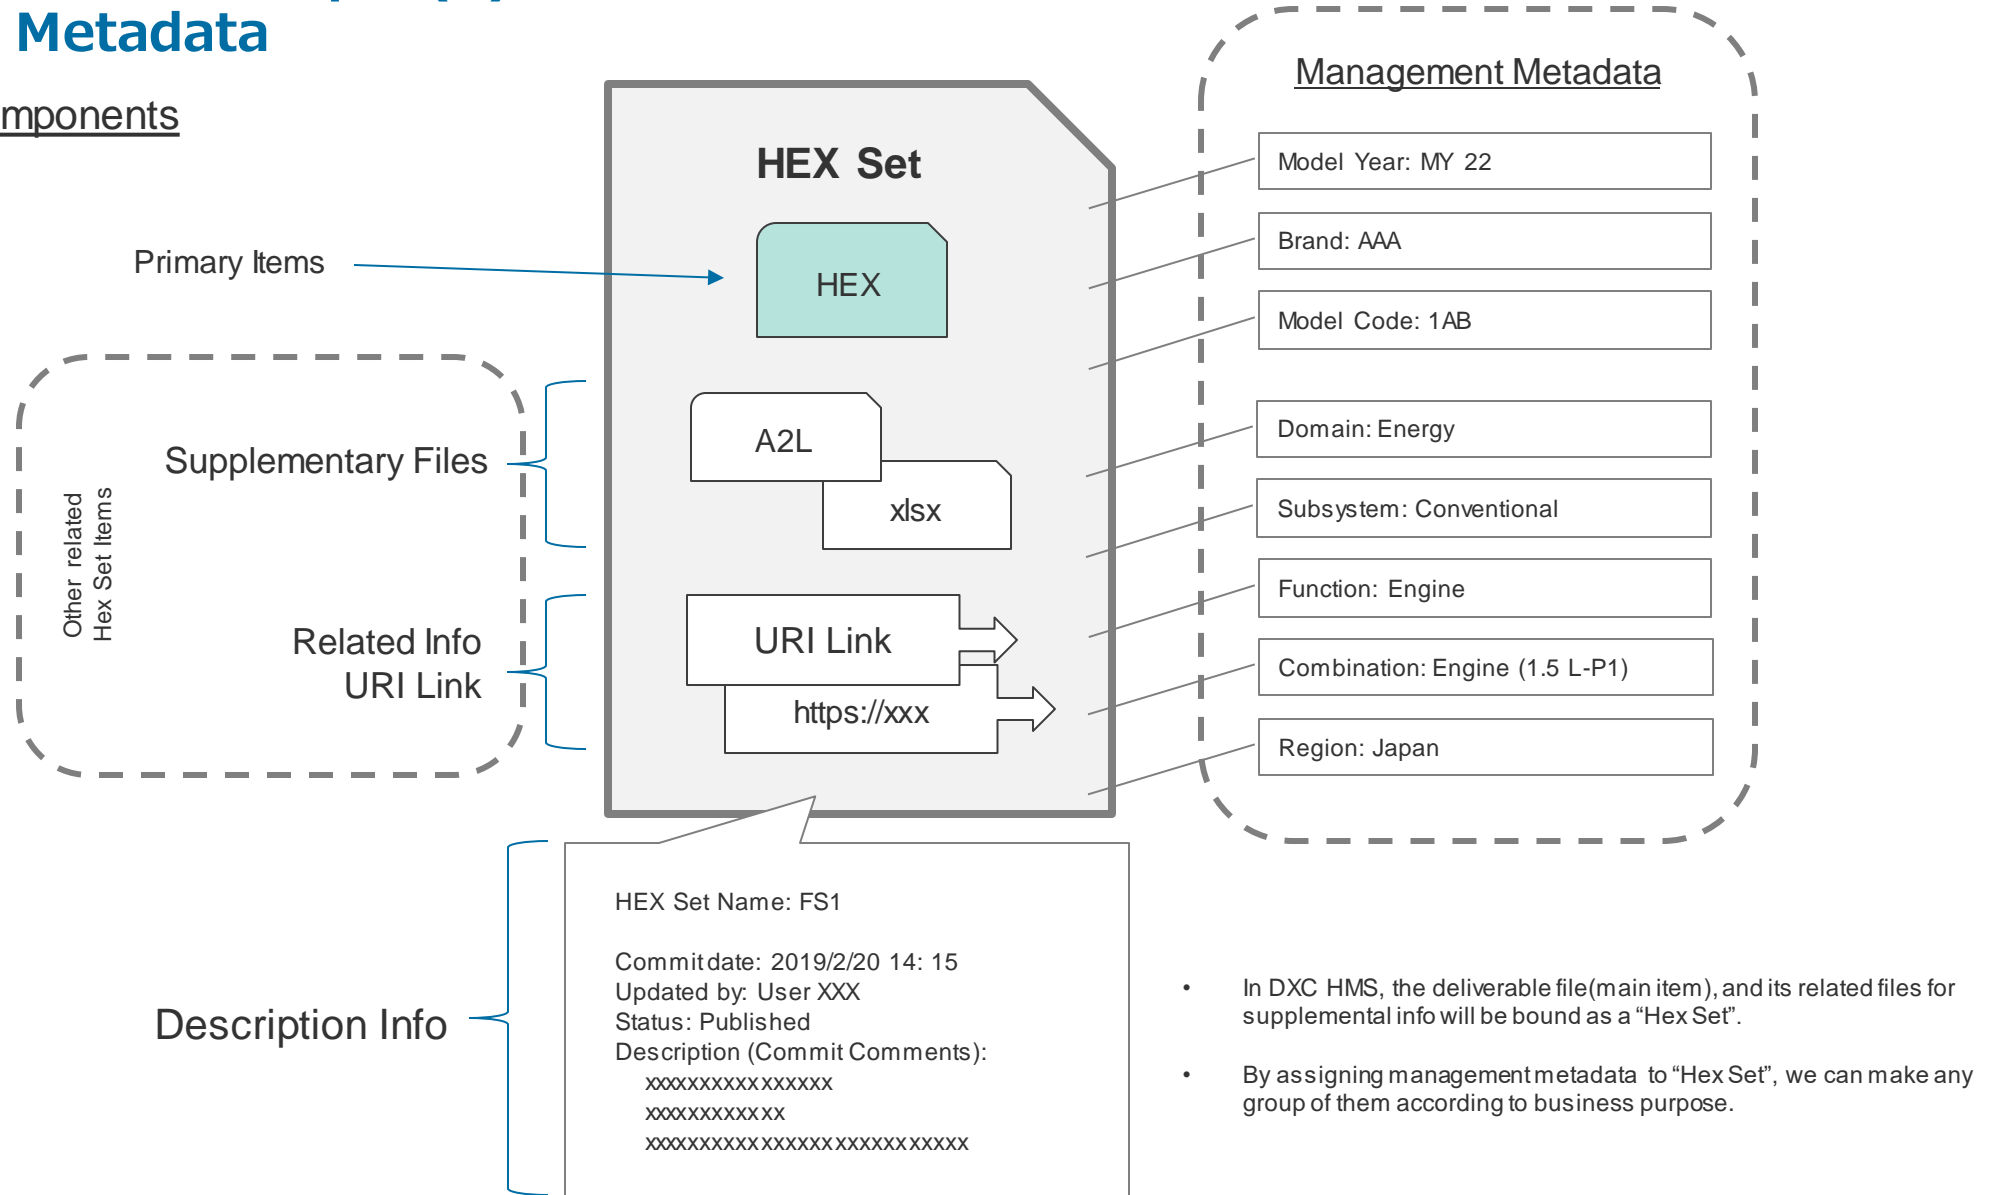 Metadata
mponents
Primary Items
Other related
Hex Set Items
Supplementary Files
Related Info
URI Link
Description Info
HEX Set
HEX
A2L
xlsx
URI Link
https://xxx
HEX Set Name: FS1
Commit date: 2019/2/20 14: 15
Updated by: User XXX
Status: Published
Description (Commit Comments):
xxxxxxxxxxxxxxxx
xxxxxxxxxxxx
xxxxxxxxxxxxxxxxxxxxxxxxxxx
Management Metadata
Model Year: MY 22
Brand: AAA
Model Code: 1AB
Domain: Energy
Subsystem: Conventional
Function: Engine
Combination: Engine (1.5 L-P1)
Region: Japan
• In DXC HMS, the deliverable file(main item), and its related files for
supplemental info will be bound as a “Hex Set”.
• By assigning management metadata to “Hex Set”, we can make any
group of them according to business purpose.